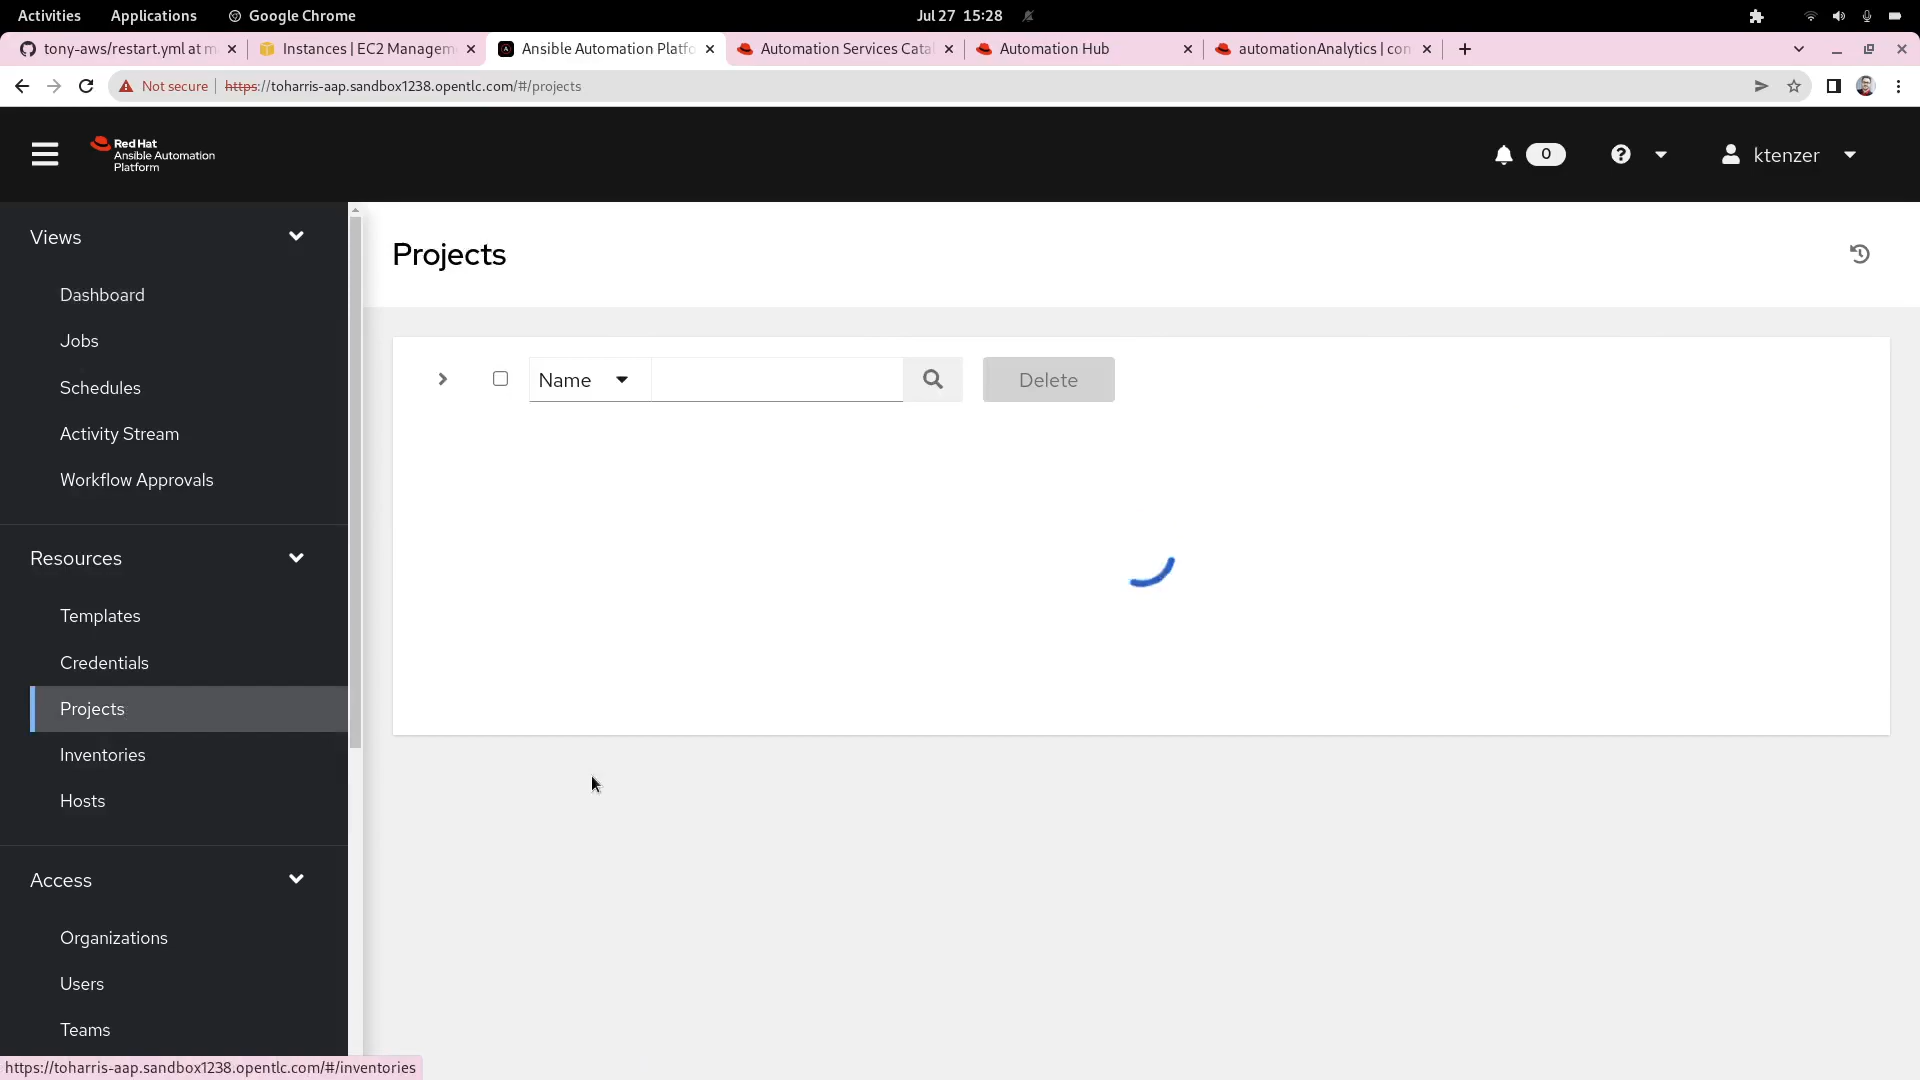 Activities Applications Google Chrome Jul 27 15:28
tony-aws/restart.yml at m
Instances | EC2 Managem
Ansible Automation Platfo
Automation Services Catal
Automation Hub
automationAnalytics | con
Not secure https://toharris-aap.sandbox1238.opentlc.com/#/projects
Red Hat
Ansible Automation
Platform
0
ktenzer
Views
Dashboard
Jobs
Schedules
Activity Stream
Workflow Approvals
Resources
Templates
Credentials
Projects
Inventories
Hosts
Access
Organizations
Users
Teams
Projects
Name
Delete
https://toharris-aap.sandbox1238.opentlc.com/#/inventories